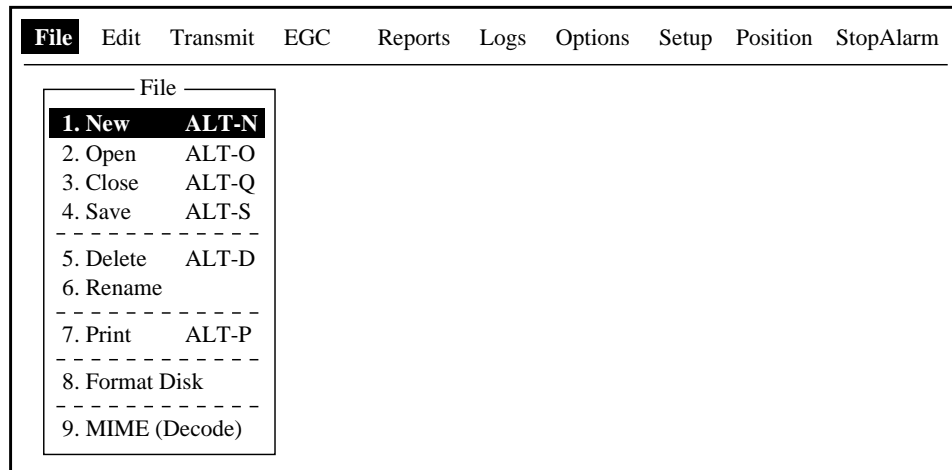 File Edit Transmit EGC Reports Logs Options Setup Position StopAlarm
File
1. New ALT-N
2. Open ALT-O
3. Close ALT-Q
4. Save ALT-S
5. Delete ALT-D
6. Rename
7. Print ALT-P
8. Format Disk
9. MIME (Decode)